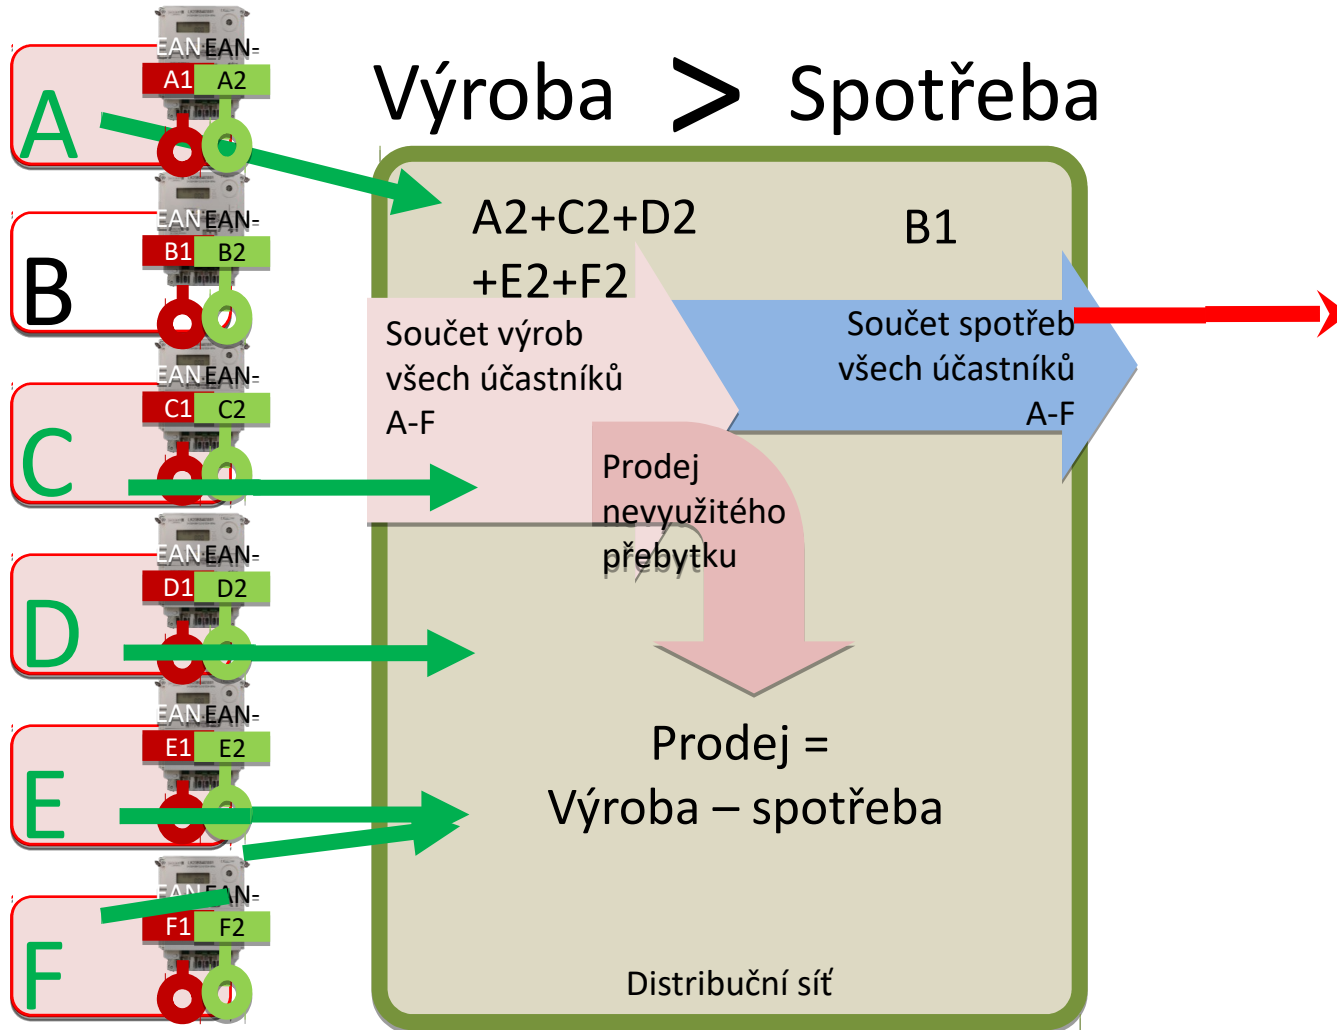 Výroba > Spotřeba
EAN EAN-
A1 A2
A
EAN EAN-
B1 B2
B
EAN EAN-
C1 C2
C
EAN EAN-
D1 D2
D
EAN EAN-
E1 E2
E
EAN EAN-
F1 F2
F
A2+C2+D2
+E2+F2
B1
Součet výrob
všech účastníků
A-F
Součet spotřeb
všech účastníků
A-F
Prodej
nevyužitého
přebytku
Prodej =
Výroba – spotřeba
Distribuční síť